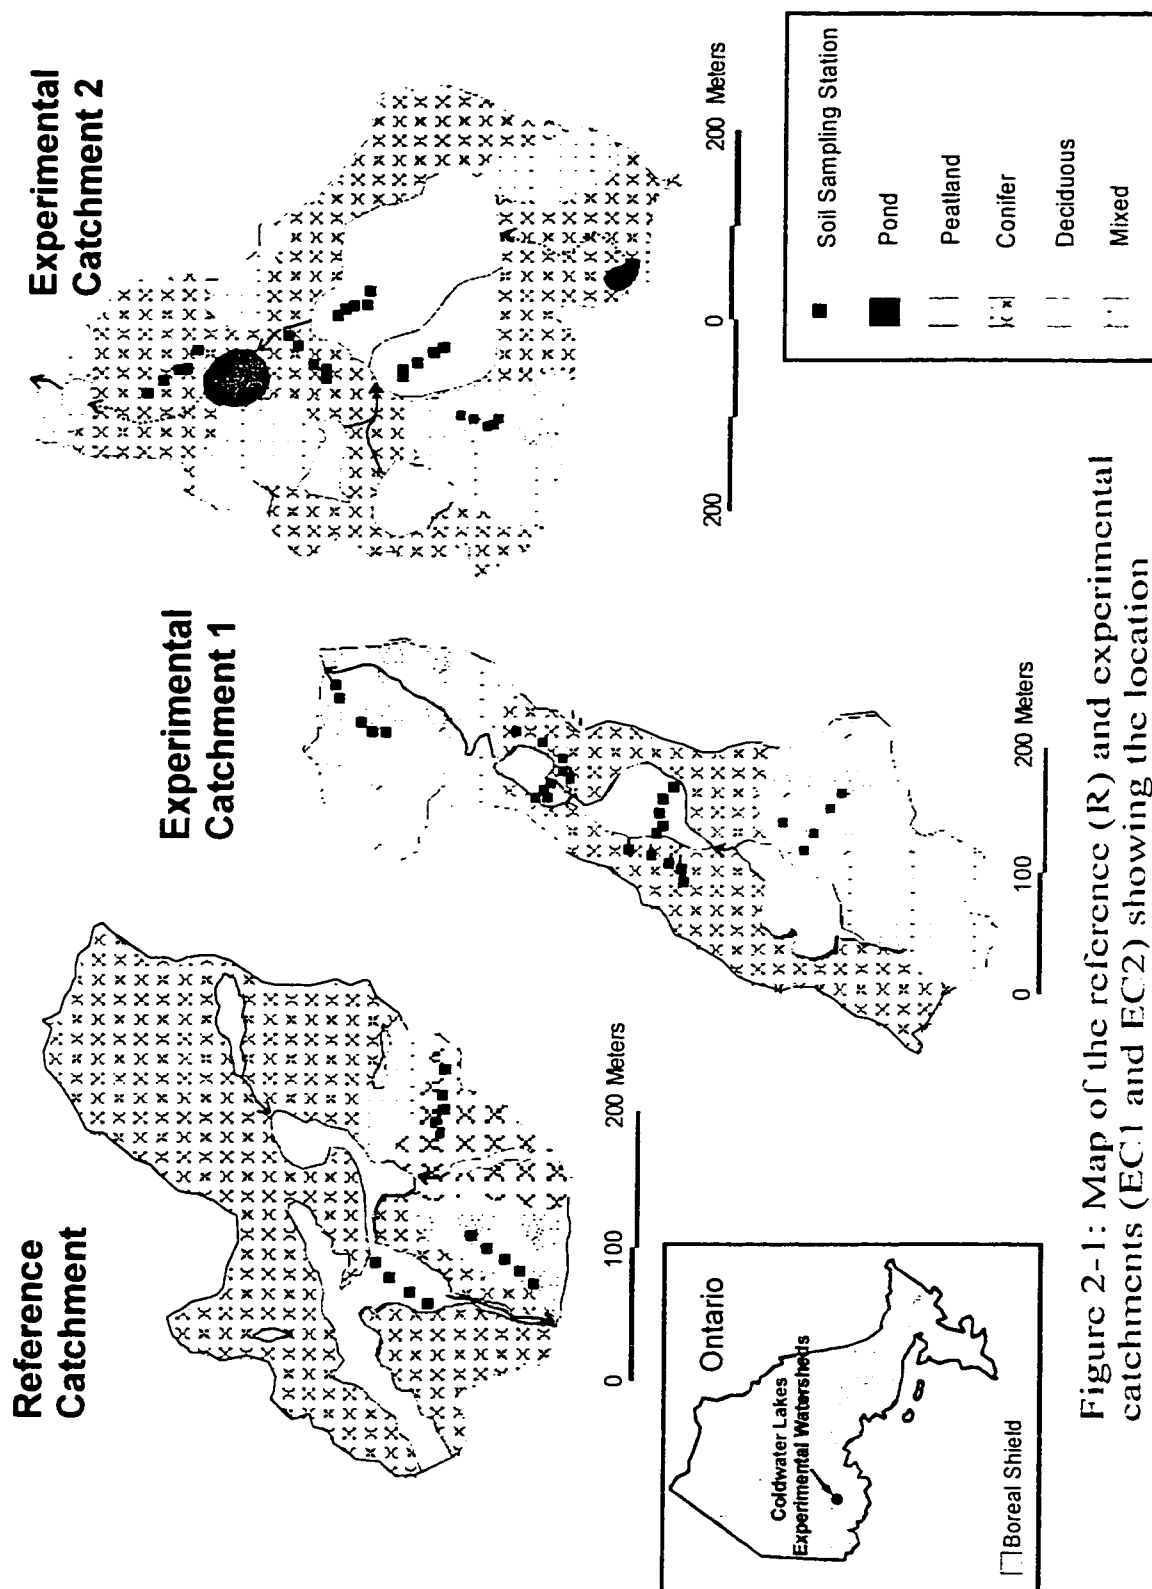 Reference
Catchment
0 100 200 Meters
Experimental
Catchment 1
0 100 200 Meters
Experimental
Catchment 2
200 0 200 Meters
Ontario
Coldwater Lakes
Experimental Watersheds
Boreal Shield
Soil Sampling Station
Pond
Peatland
Conifer
Deciduous
Mixed
Figure 2-1: Map of the reference (R) and experimental
catchments (EC1 and EC2) showing the location